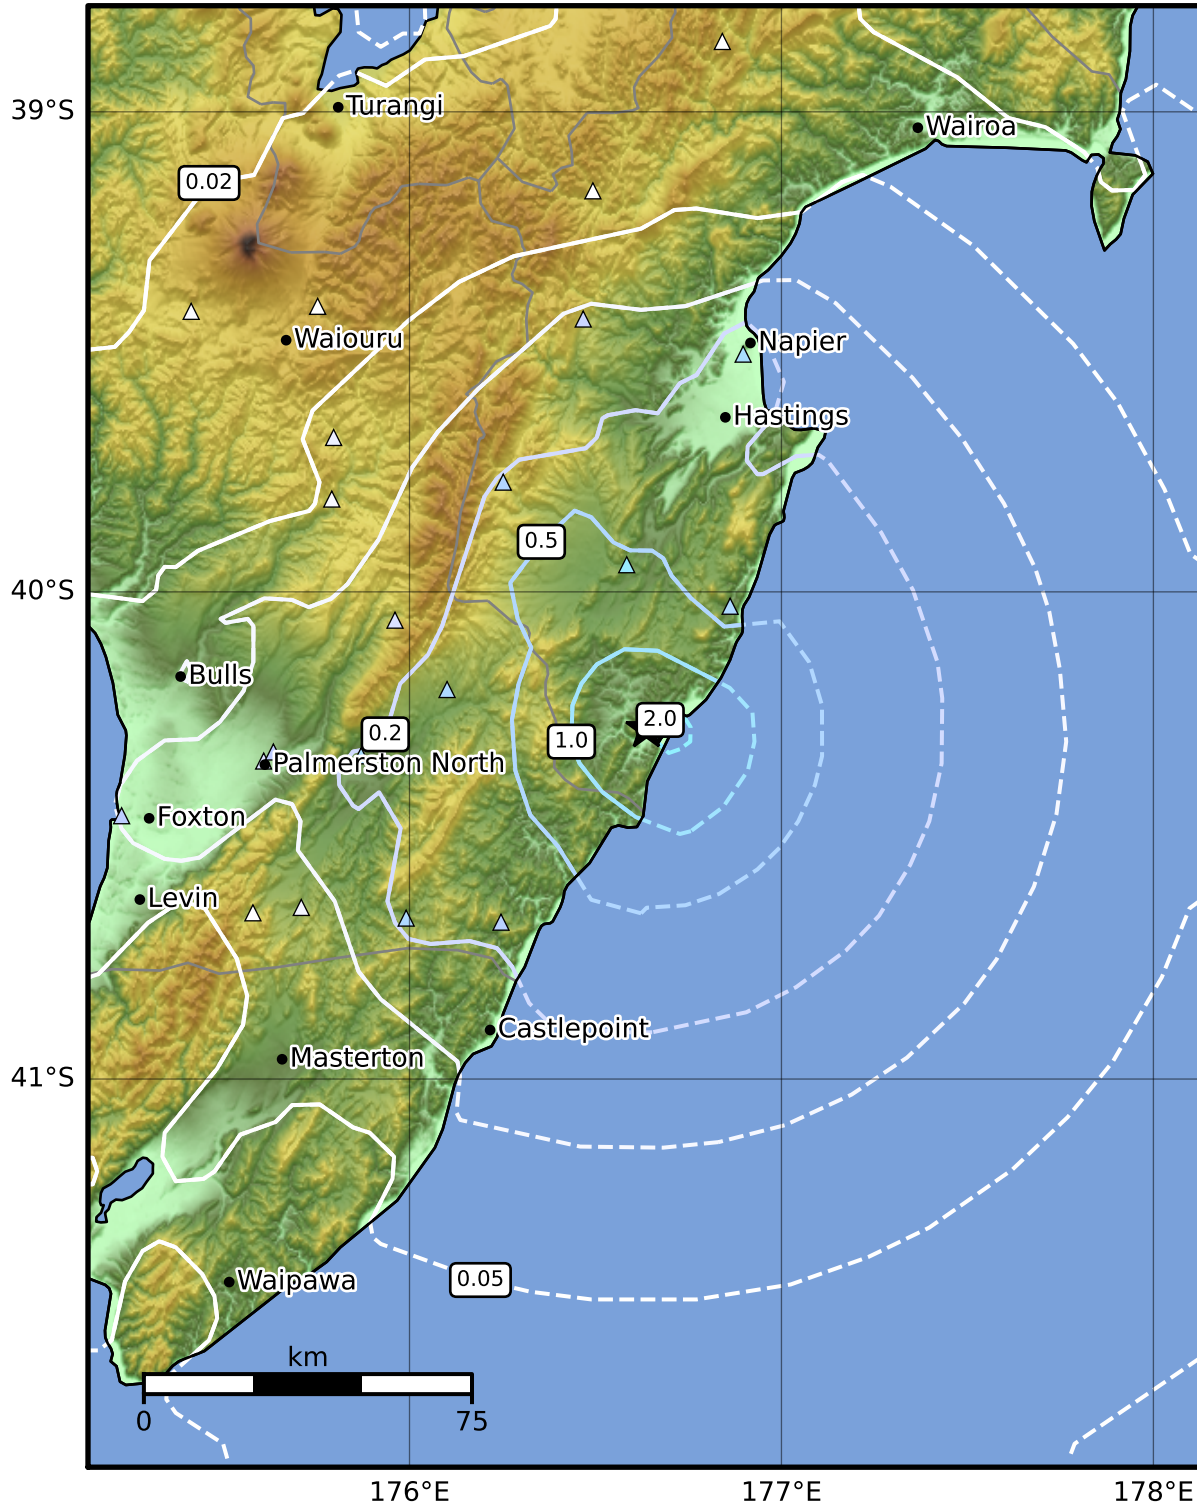 39°S
Turangi
Wairoa
0.02
Waiouru
Napier
Hastings
0.5
40°S
Bulls
2.0
0.2
1.0
Palmerston North
Foxton
Levin
Castlepoint
Masterton
41°S
Waipawa
0.05
km
0 75
176°E 177°E 178°E